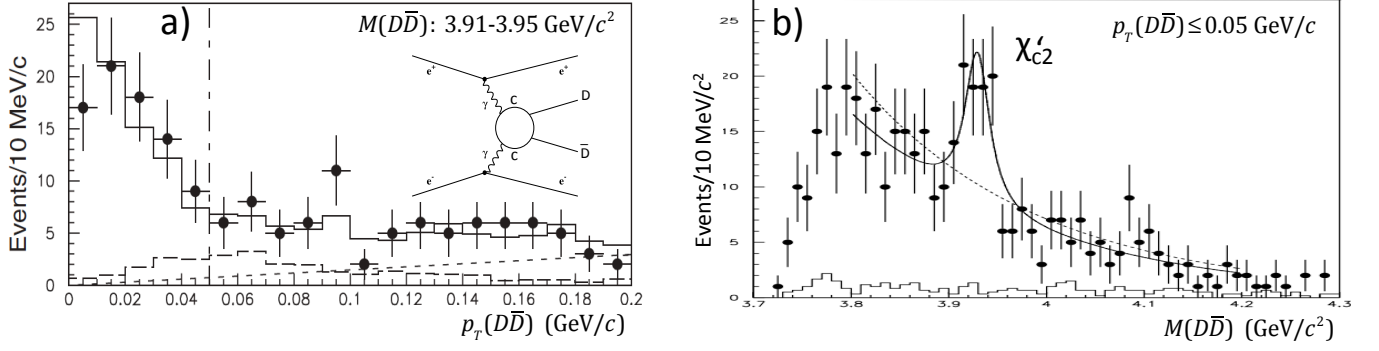 a)
M(DD̅): 3.91-3.95 GeV/c²
Events/10 MeV/c
25
20
15
10
5
0
e⁺
e⁺
γ
C
D
γ
C
D̅
e⁻
e⁻
0 0.02 0.04 0.06 0.08 0.1 0.12 0.14 0.16 0.18 0.2
p_T(DD̅) (GeV/c)
b)
p_T(DD̅)≤0.05 GeV/c
χ'c2
Events/10 MeV/c²
25
20
15
10
5
0
3.7 3.8 3.9 4 4.1 4.2 4.3
M(DD̅) (GeV/c²)